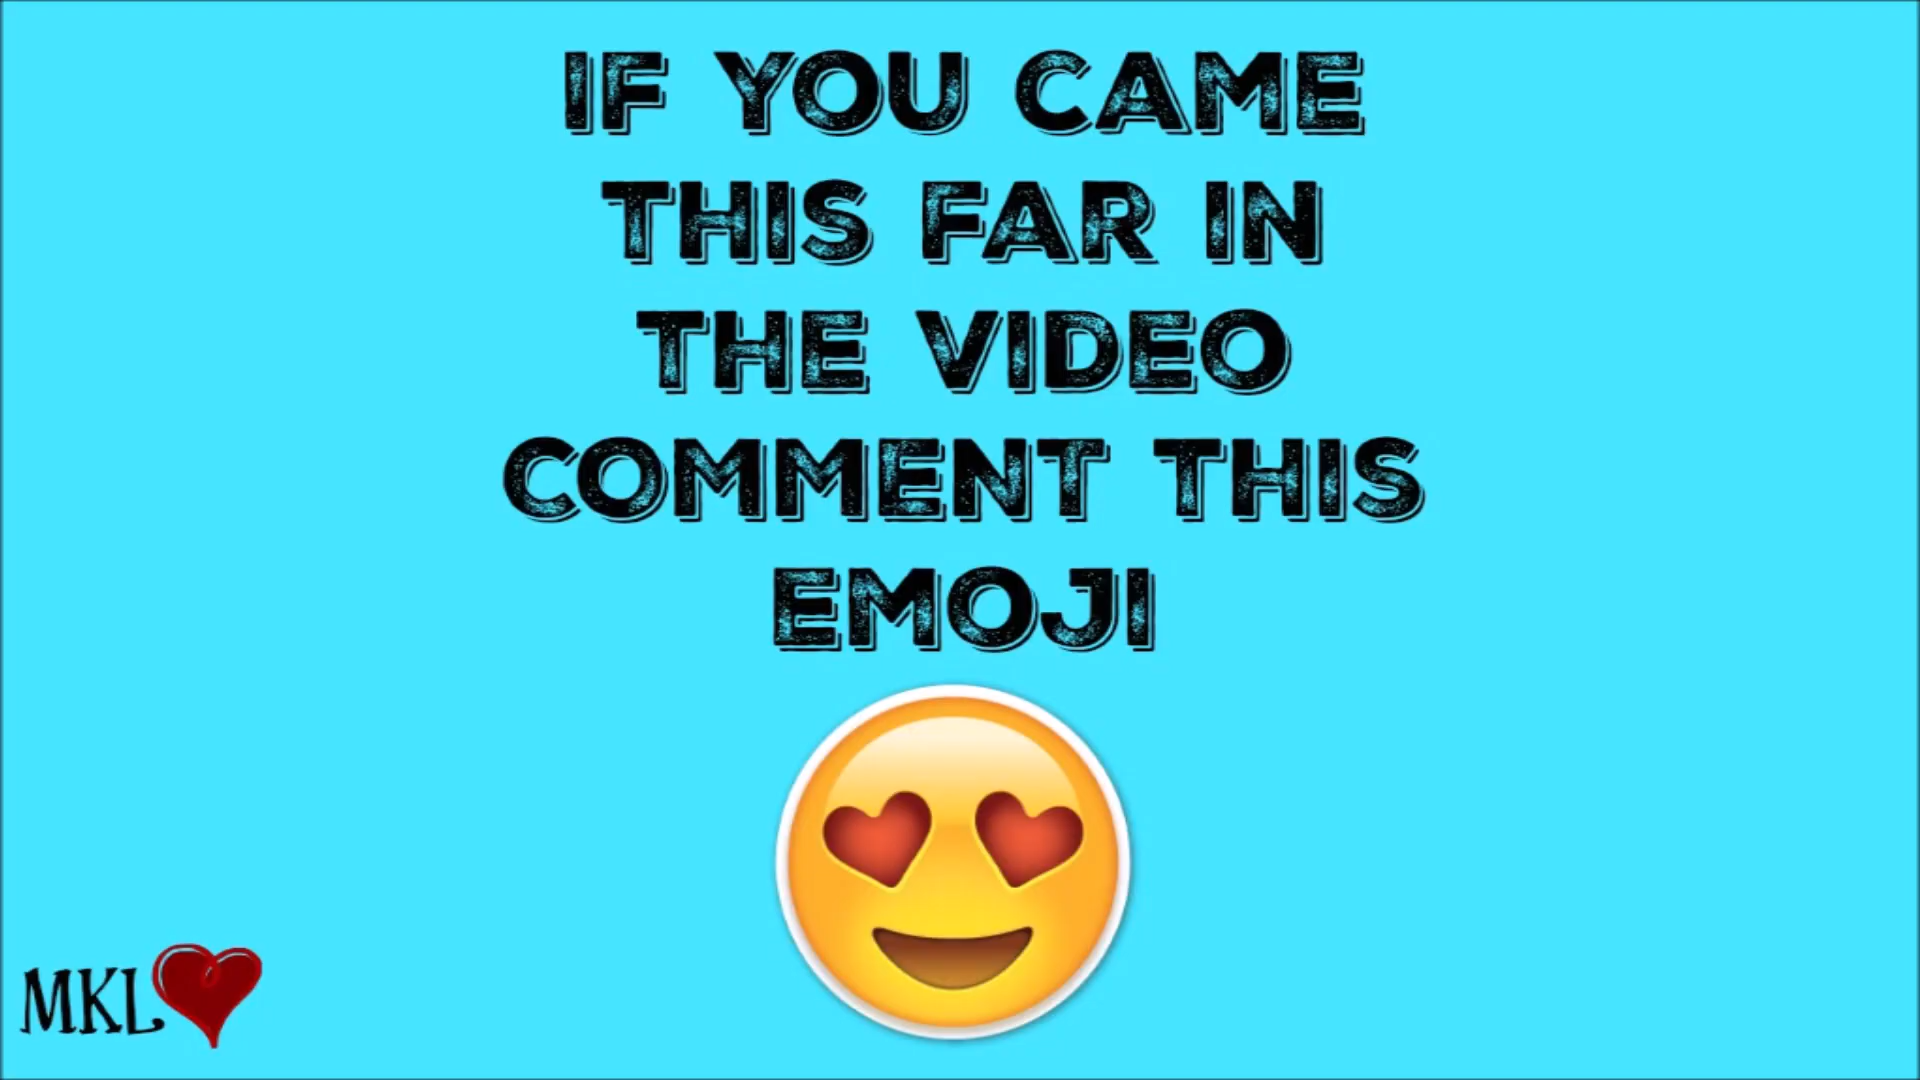 IF YOU CAME
THIS FAR IN
THE VIDEO
COMMENT THIS
EMOJI
MKL